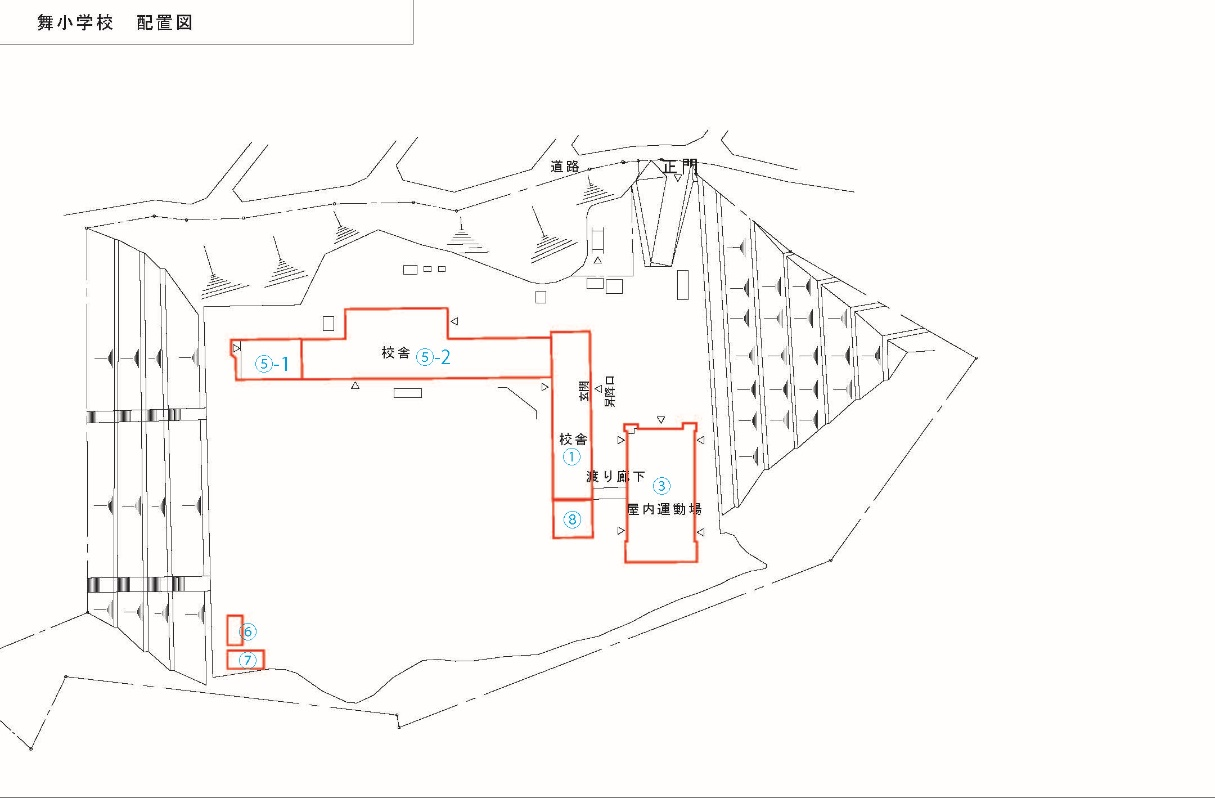 舞小学校　配置図
道路
正門
⑤-1
校舎 ⑤-2
玄関
昇降口
校舎
①
渡り廊下
③
屋内運動場
⑧
⑥
⑦